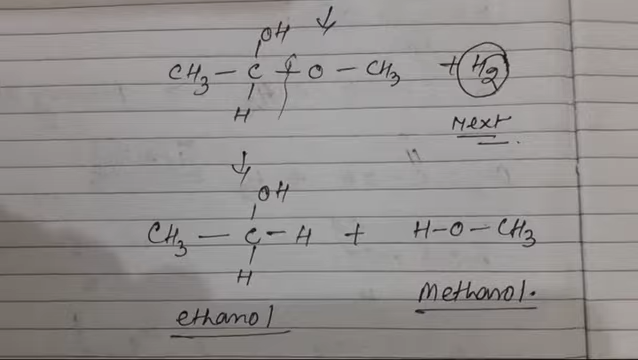 OH
CH3 — C — O — CH3 + H2
H
Next
OH
CH3 — C — H + H—O—CH3
H
ethanol Methanol.